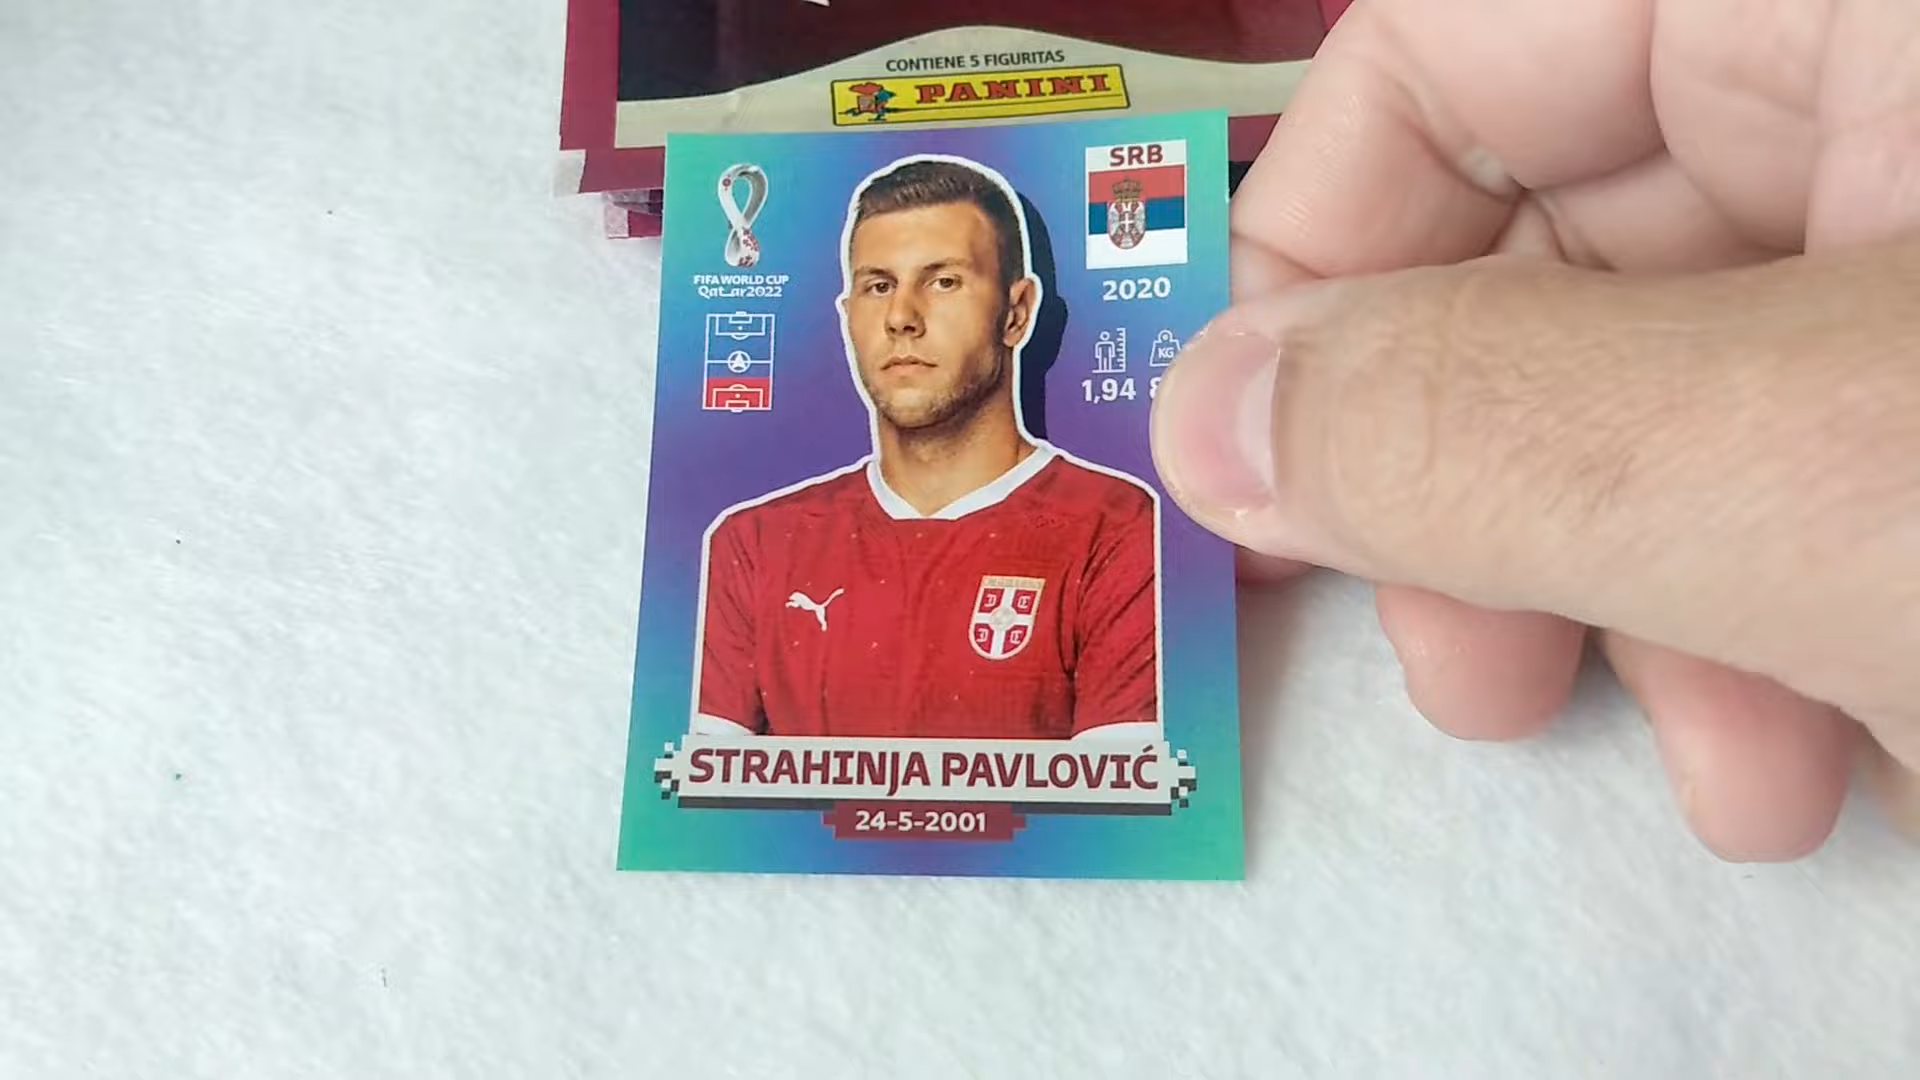 CONTIENE 5 FIGURITAS
PANINI
SRB
FIFA WORLD CUP
Qatar2022
2020
KG
1,94
STRAHINJA PAVLOVIĆ
24-5-2001